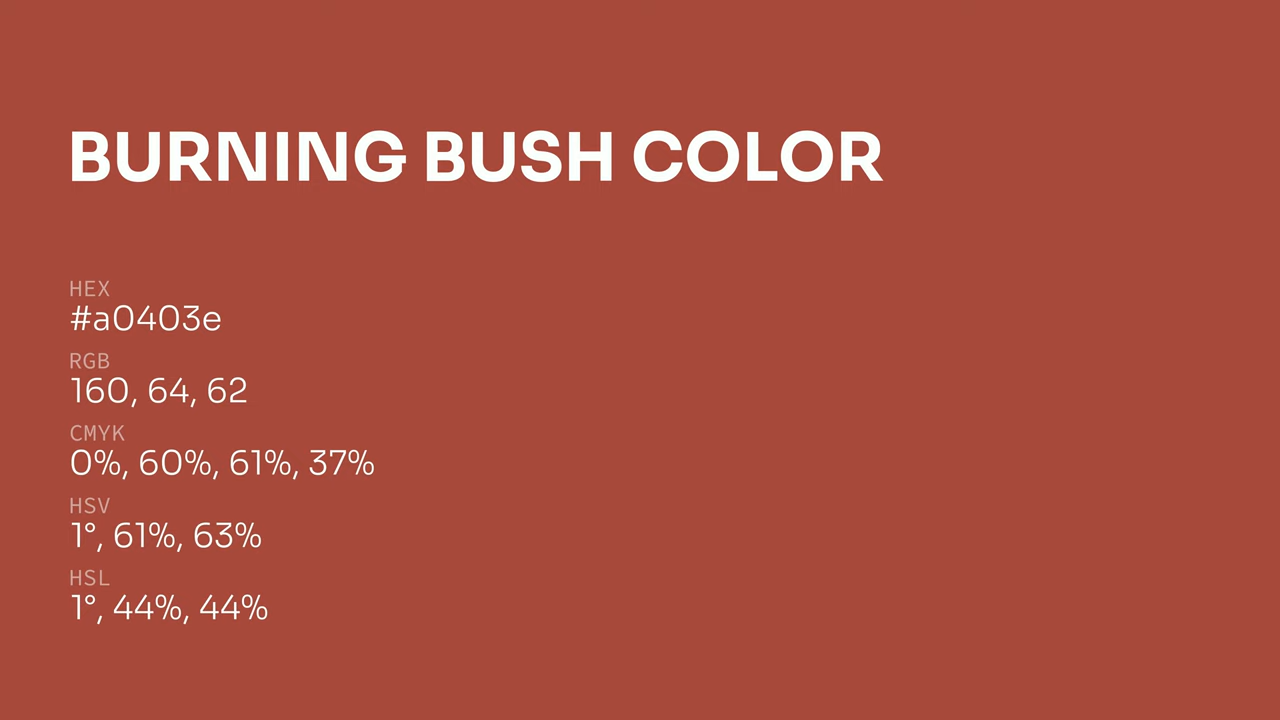 BURNING BUSH COLOR
HEX
#a0403e
RGB
160, 64, 62
CMYK
0%, 60%, 61%, 37%
HSV
1°, 61%, 63%
HSL
1°, 44%, 44%